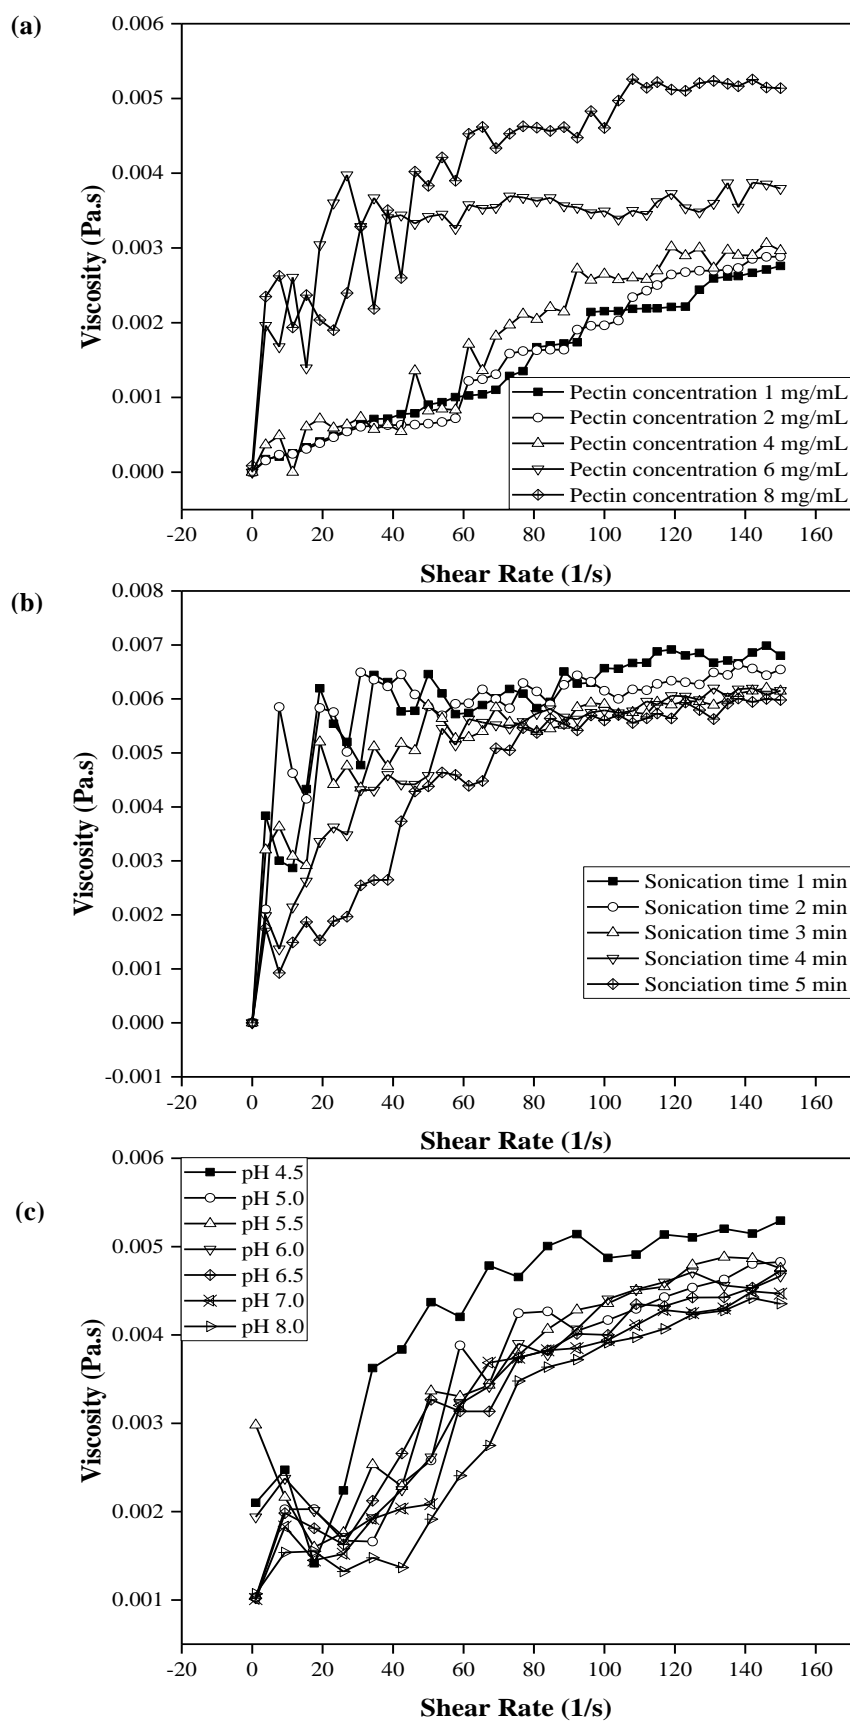 (a)
0.006
0.005
0.004
0.003
0.002
0.001
0.000
Viscosity (Pa.s)
Pectin concentration 1 mg/mL
Pectin concentration 2 mg/mL
Pectin concentration 4 mg/mL
Pectin concentration 6 mg/mL
Pectin concentration 8 mg/mL
-20 0 20 40 60 80 100 120 140 160
Shear Rate (1/s)
(b)
0.008
0.007
0.006
0.005
0.004
0.003
0.002
0.001
0.000
-0.001
Viscosity (Pa.s)
Sonication time 1 min
Sonication time 2 min
Sonication time 3 min
Sonciation time 4 min
Sonciation time 5 min
-20 0 20 40 60 80 100 120 140 160
Shear Rate (1/s)
(c)
0.006
0.005
0.004
0.003
0.002
0.001
Viscosity (Pa.s)
pH 4.5
pH 5.0
pH 5.5
pH 6.0
pH 6.5
pH 7.0
pH 8.0
-20 0 20 40 60 80 100 120 140 160
Shear Rate (1/s)